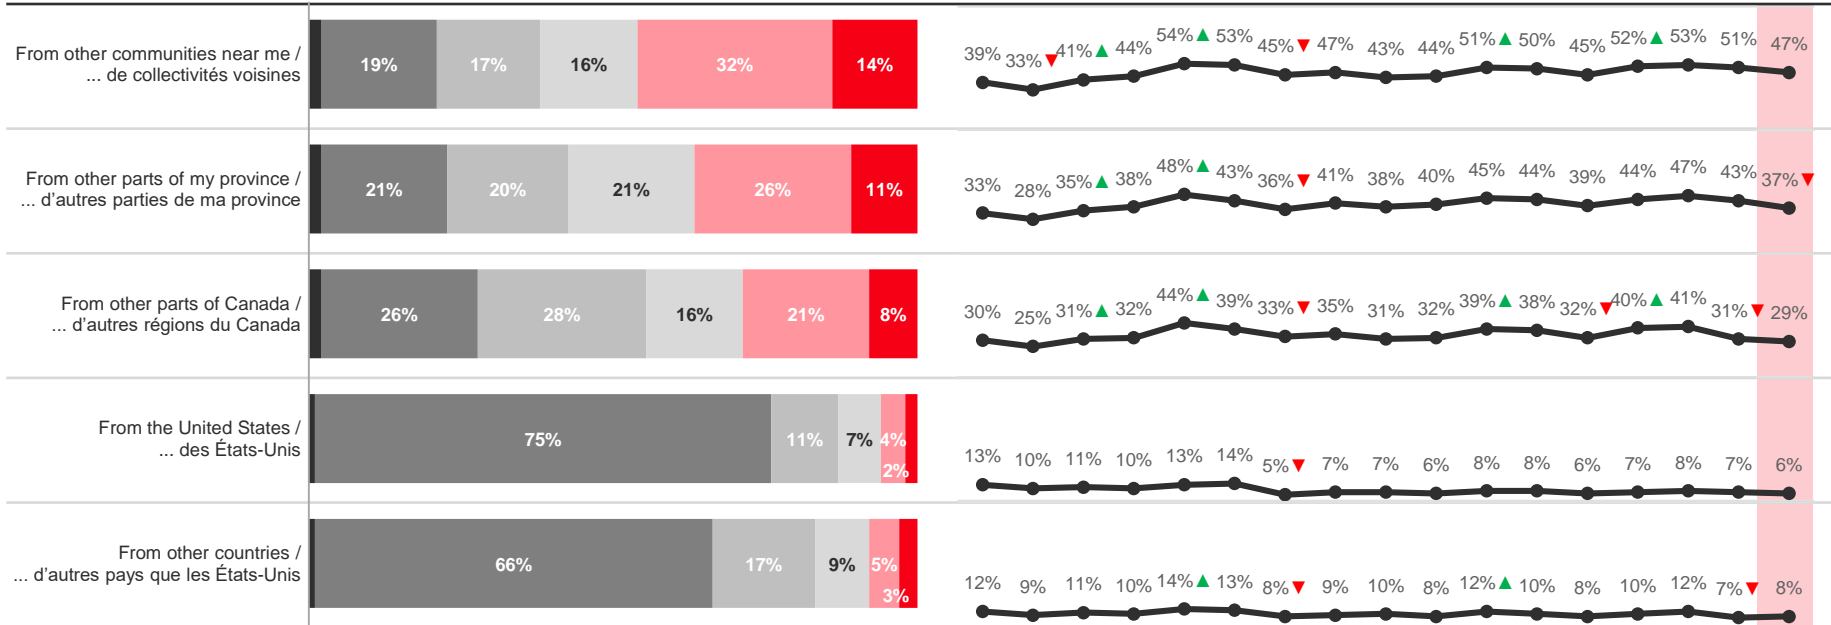 From other communities near me /
... de collectivités voisines
19% 17% 16% 32% 14%
39% 33% ▼ 41% ▲ 44% 54% ▲ 53% 45% ▼ 47% 43% 44% 51% ▲ 50% 45% 52% ▲ 53% 51% 47%
From other parts of my province /
... d'autres parties de ma province
21% 20% 21% 26% 11%
33% 28% 35% ▲ 38% 48% ▲ 43% 36% ▼ 41% 38% 40% 45% 44% 39% 44% 47% 43% 37% ▼
From other parts of Canada /
... d'autres régions du Canada
26% 28% 16% 21% 8%
30% 25% 31% ▲ 32% 44% ▲ 39% 33% ▼ 35% 31% 32% 39% ▲ 38% 32% ▼ 40% ▲ 41% 31% ▼ 29%
From the United States /
... des États-Unis
75% 11% 7% 4%
2%
13% 10% 11% 10% 13% 14% 5% ▼ 7% 7% 6% 8% 8% 6% 7% 8% 7% 6%
From other countries /
... d'autres pays que les États-Unis
66% 17% 9% 5%
3%
12% 9% 11% 10% 14% ▲ 13% 8% ▼ 9% 10% 8% 12% ▲ 10% 8% 10% 12% 7% ▼ 8%